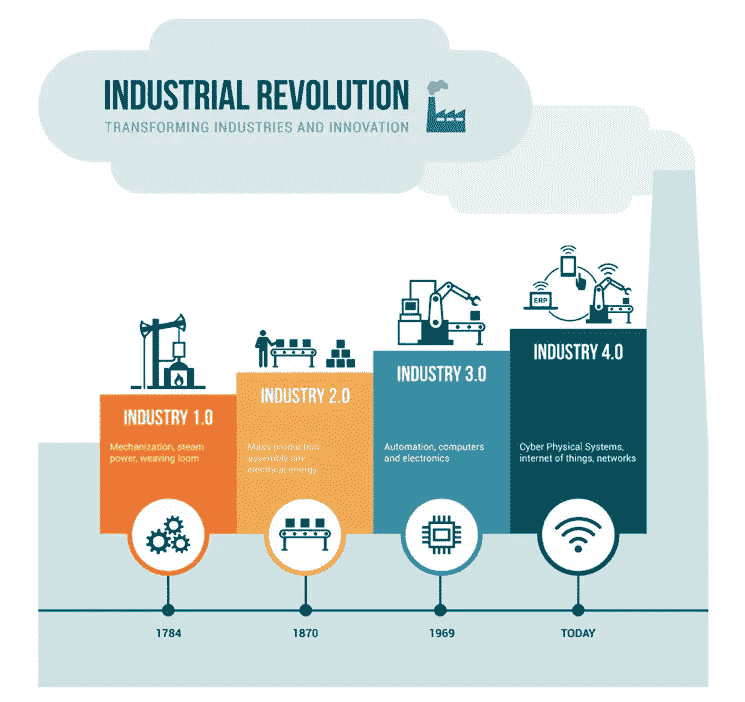 INDUSTRIAL REVOLUTION
TRANSFORMING INDUSTRIES AND INNOVATION
ERP
INDUSTRY 1.0
Mechanization, steam
power, weaving loom
INDUSTRY 2.0
Mass production
assembly line
electrical energy
INDUSTRY 3.0
Automation, computers
and electronics
INDUSTRY 4.0
Cyber Physical Systems,
internet of things, networks
1784
1870
1969
TODAY